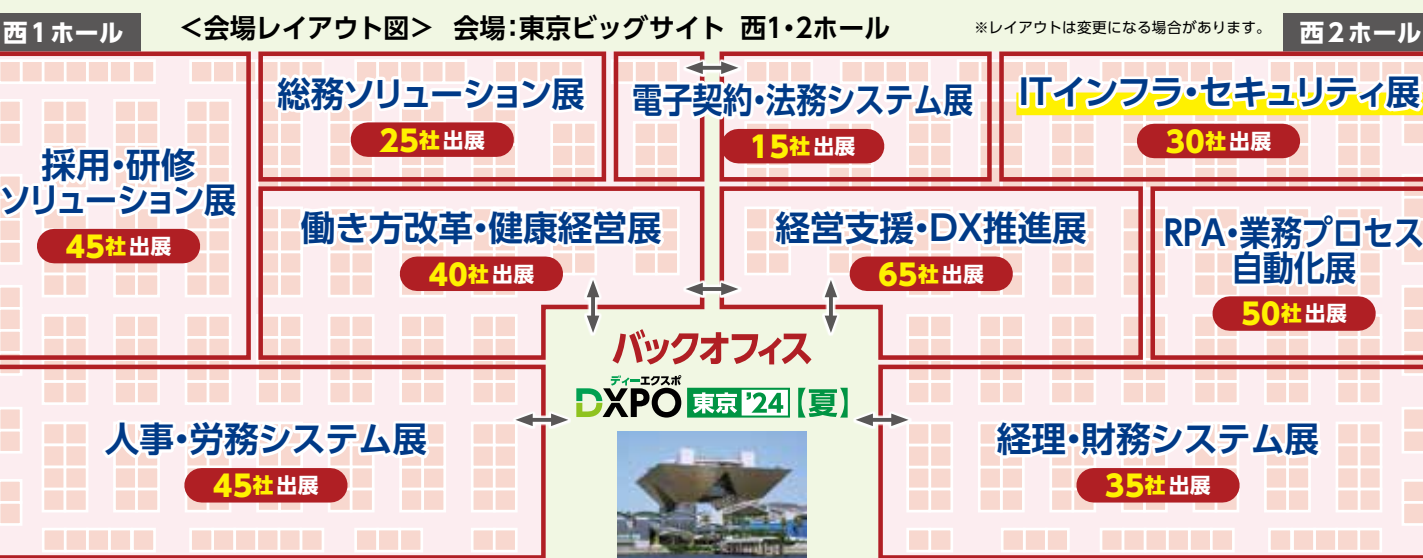 西1ホール
<会場レイアウト図> 会場:東京ビッグサイト 西1・2ホール
※レイアウトは変更になる場合があります。
西2ホール
採用・研修
ソリューション展
45社出展
総務ソリューション展
25社出展
電子契約・法務システム展
15社出展
ITインフラ・セキュリティ展
30社出展
働き方改革・健康経営展
40社出展
経営支援・DX推進展
65社出展
RPA・業務プロセス
自動化展
50社出展
バックオフィス
ディーエクスポ
DXPO 東京 '24【夏】
人事・労務システム展
45社出展
経理・財務システム展
35社出展